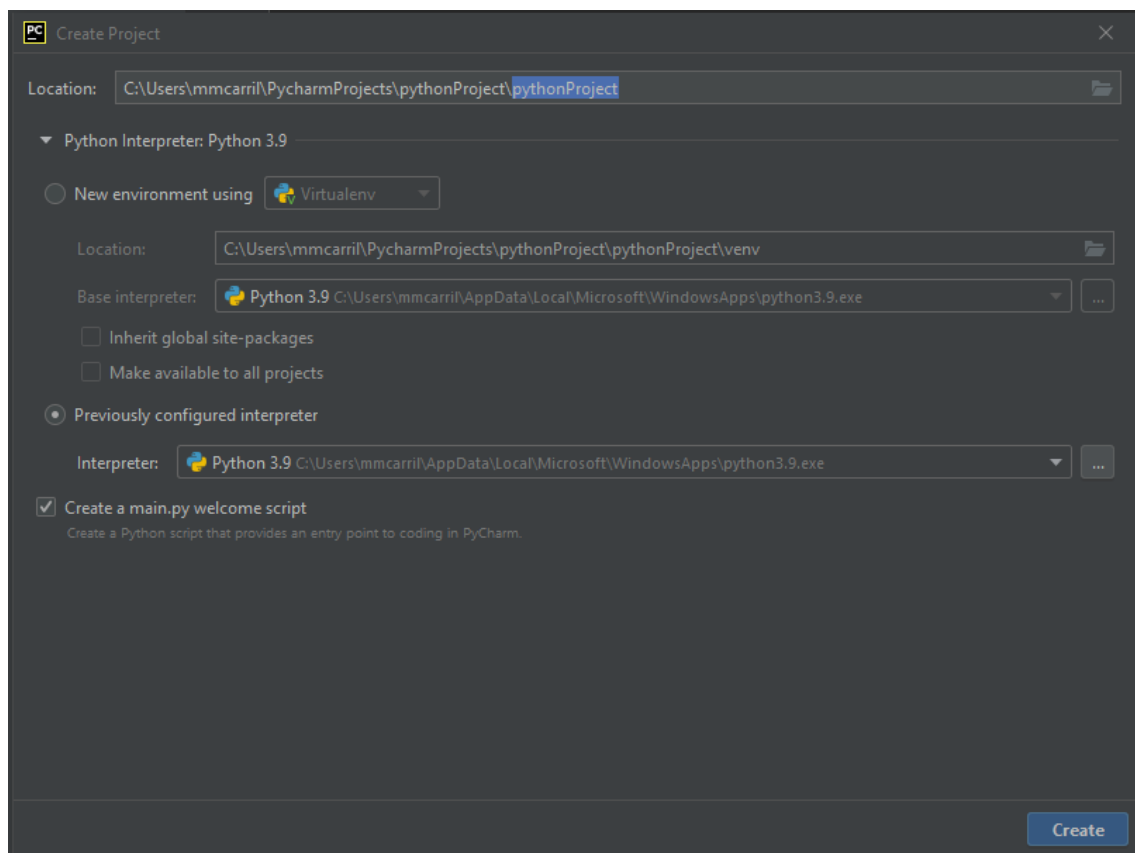 PC Create Project
Location: C:\Users\mmcarril\PycharmProjects\pythonProject\pythonProject
Python Interpreter: Python 3.9
New environment using Virtualenv
Location: C:\Users\mmcarril\PycharmProjects\pythonProject\pythonProject\venv
Base interpreter: Python 3.9 C:\Users\mmcarril\AppData\Local\Microsoft\WindowsApps\python3.9.exe ...
Inherit global site-packages
Make available to all projects
Previously configured interpreter
Interpreter: Python 3.9 C:\Users\mmcarril\AppData\Local\Microsoft\WindowsApps\python3.9.exe ...
Create a main.py welcome script
Create a Python script that provides an entry point to coding in PyCharm.
Create